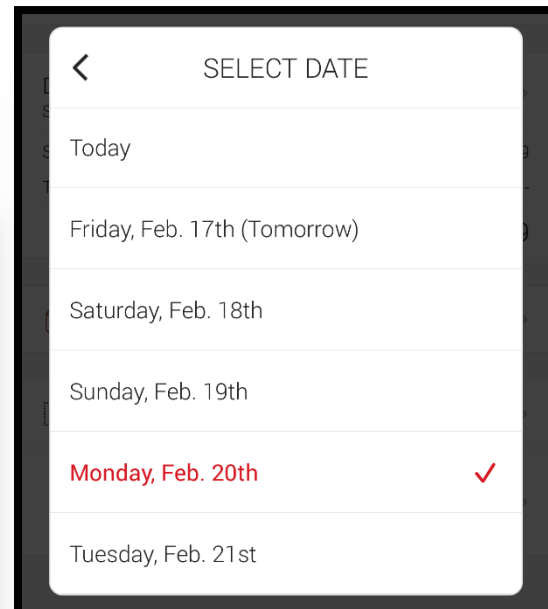 SELECT DATE
Today
Friday, Feb. 17th (Tomorrow)
Saturday, Feb. 18th
Sunday, Feb. 19th
Monday, Feb. 20th
Tuesday, Feb. 21st